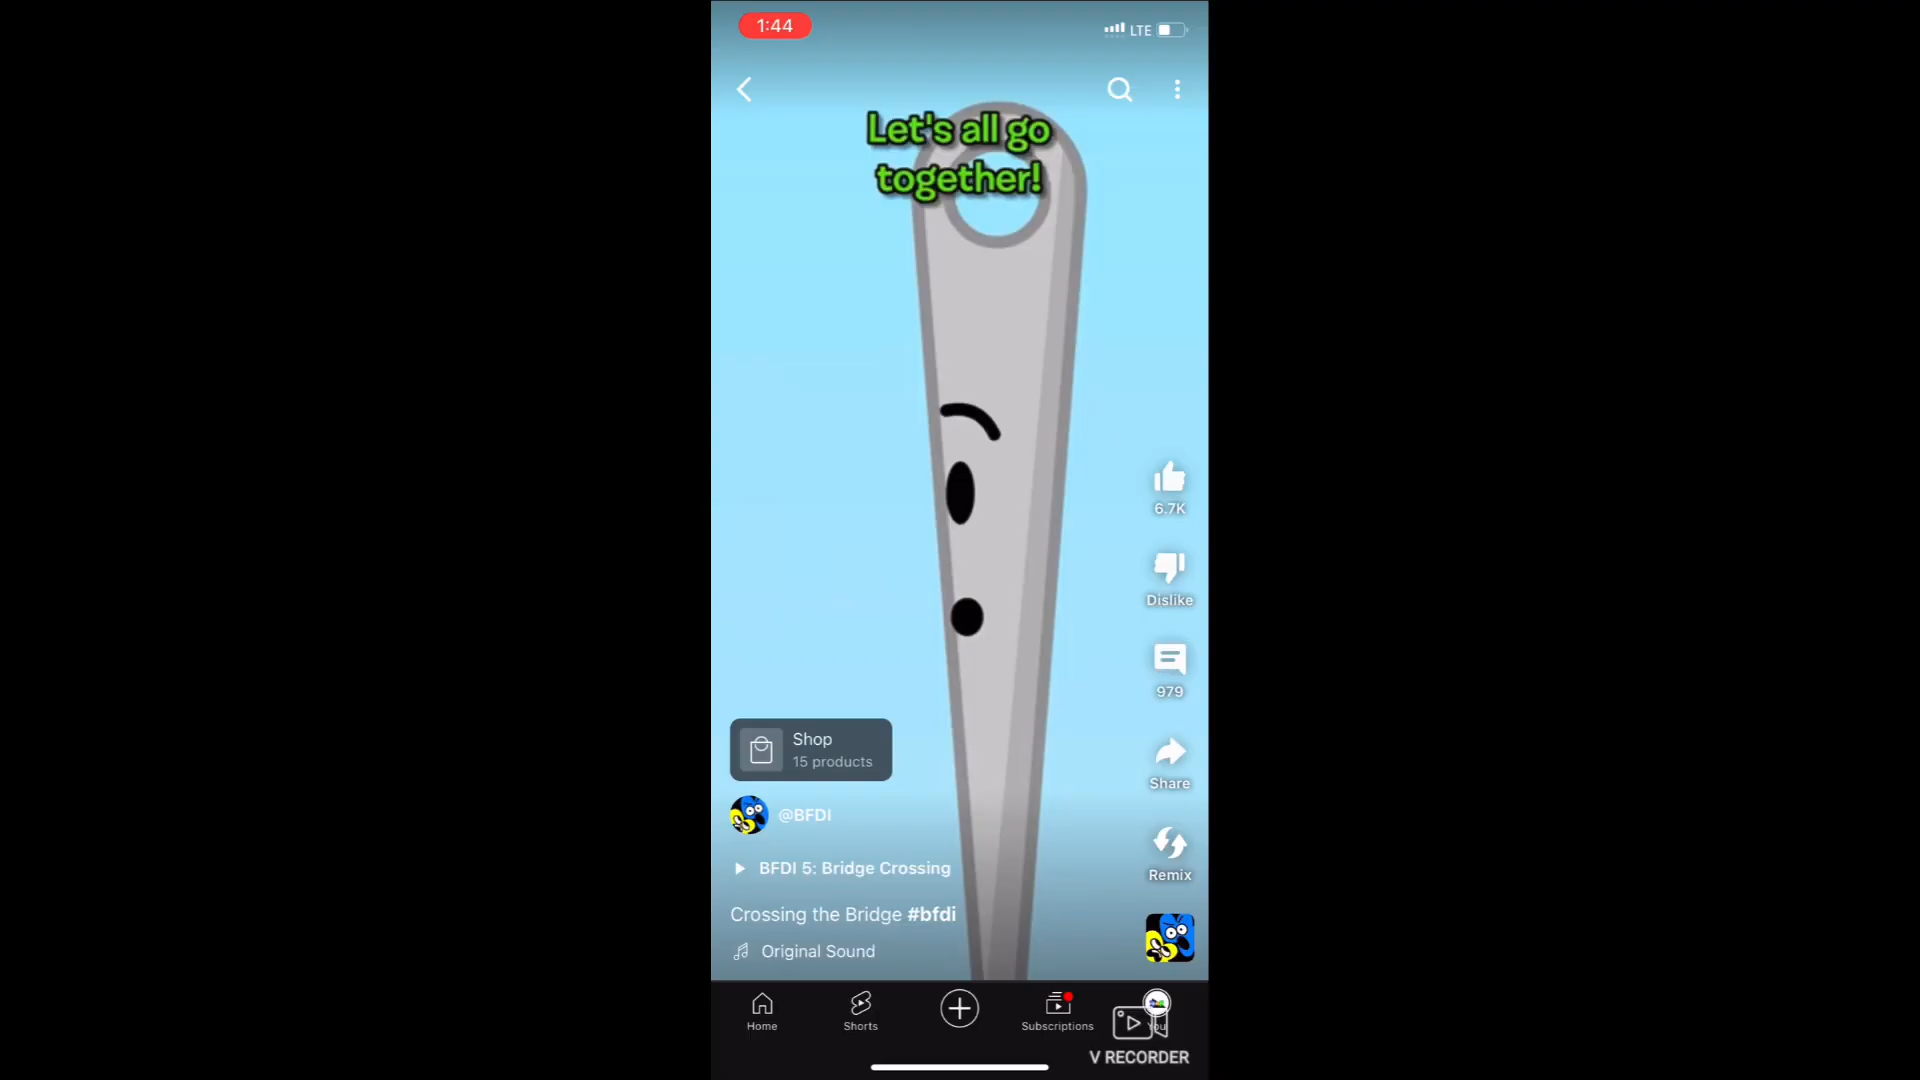 1:44
LTE
Let's all go
together!
6.7K
Dislike
979
Shop
15 products
Share
@BFDI
BFDI 5: Bridge Crossing
Remix
Crossing the Bridge #bfdi
Original Sound
Home
Shorts
Subscriptions
You
V RECORDER